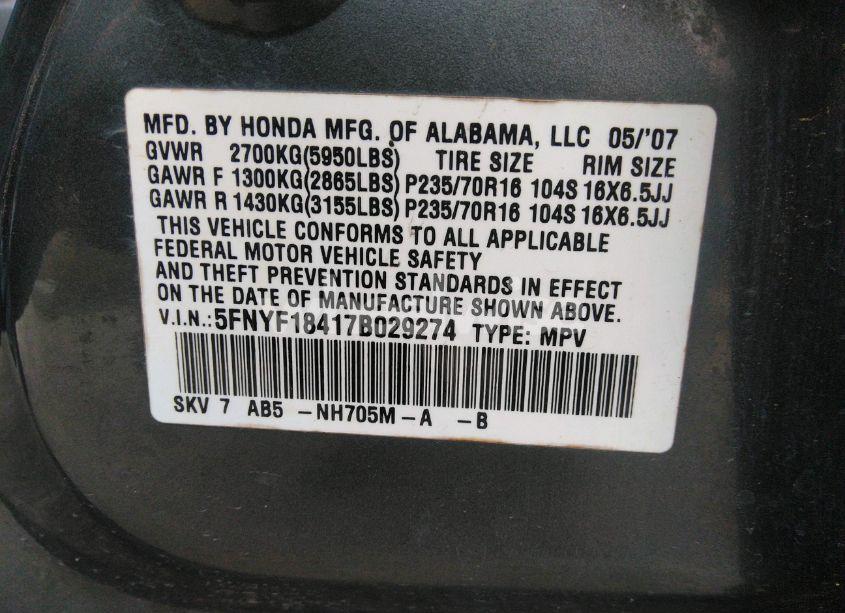 MFD. BY HONDA MFG. OF ALABAMA, LLC 05/'07
GVWR 2700KG(5950LBS) TIRE SIZE RIM SIZE
GAWR F 1300KG(2865LBS) P235/70R16 104S 16X6.5JJ
GAWR R 1430KG(3155LBS) P235/70R16 104S 16X6.5JJ
THIS VEHICLE CONFORMS TO ALL APPLICABLE
FEDERAL MOTOR VEHICLE SAFETY
AND THEFT PREVENTION STANDARDS IN EFFECT
ON THE DATE OF MANUFACTURE SHOWN ABOVE.
V.I.N.:5FNYF18417B029274 TYPE: MPV
SKV 7 AB5 -NH705M-A -B